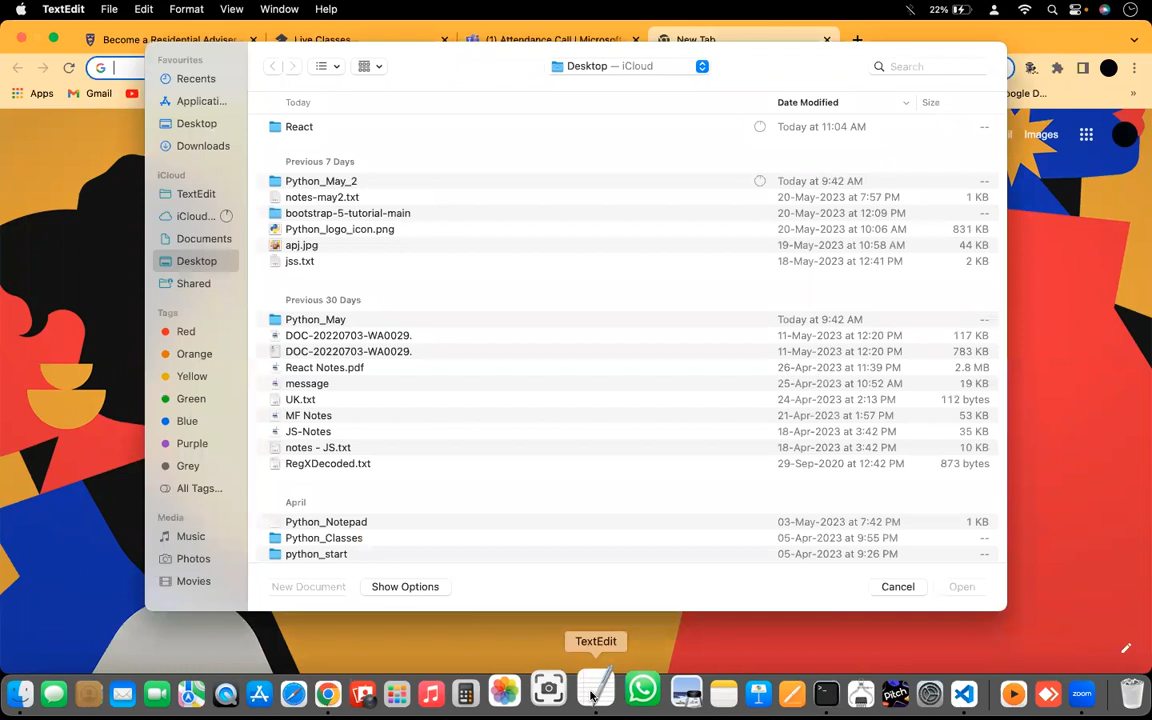 TextEdit File Edit Format View Window Help 22%
Become a Residential Adviser Live Classes (1) Attendance Call | Microsof New Tab
Apps Gmail
ogle D...
Images
Favourites
Recents
Applicati...
Desktop
Downloads
iCloud
TextEdit
iCloud...
Documents
Desktop
Shared
Tags
Red
Orange
Yellow
Green
Blue
Purple
Grey
All Tags...
Media
Music
Photos
Movies
Desktop — iCloud
Search
Today Date Modified Size
React Today at 11:04 AM --
Previous 7 Days
Python_May_2 Today at 9:42 AM --
notes-may2.txt 20-May-2023 at 7:57 PM 1 KB
bootstrap-5-tutorial-main 20-May-2023 at 12:09 PM --
Python_logo_icon.png 20-May-2023 at 10:06 AM 831 KB
apj.jpg 19-May-2023 at 10:58 AM 44 KB
jss.txt 18-May-2023 at 12:41 PM 2 KB
Previous 30 Days
Python_May Today at 9:42 AM --
DOC-20220703-WA0029. 11-May-2023 at 12:20 PM 117 KB
DOC-20220703-WA0029. 11-May-2023 at 12:20 PM 783 KB
React Notes.pdf 26-Apr-2023 at 11:39 PM 2.8 MB
message 25-Apr-2023 at 10:52 AM 19 KB
UK.txt 24-Apr-2023 at 2:13 PM 112 bytes
MF Notes 21-Apr-2023 at 1:57 PM 53 KB
JS-Notes 18-Apr-2023 at 3:42 PM 35 KB
notes - JS.txt 18-Apr-2023 at 3:42 PM 10 KB
RegXDecoded.txt 29-Sep-2020 at 12:42 PM 873 bytes
April
Python_Notepad 03-May-2023 at 7:42 PM 1 KB
Python_Classes 05-Apr-2023 at 9:55 PM --
python_start 05-Apr-2023 at 9:26 PM --
New Document Show Options Cancel Open
TextEdit
Pitch
zoom